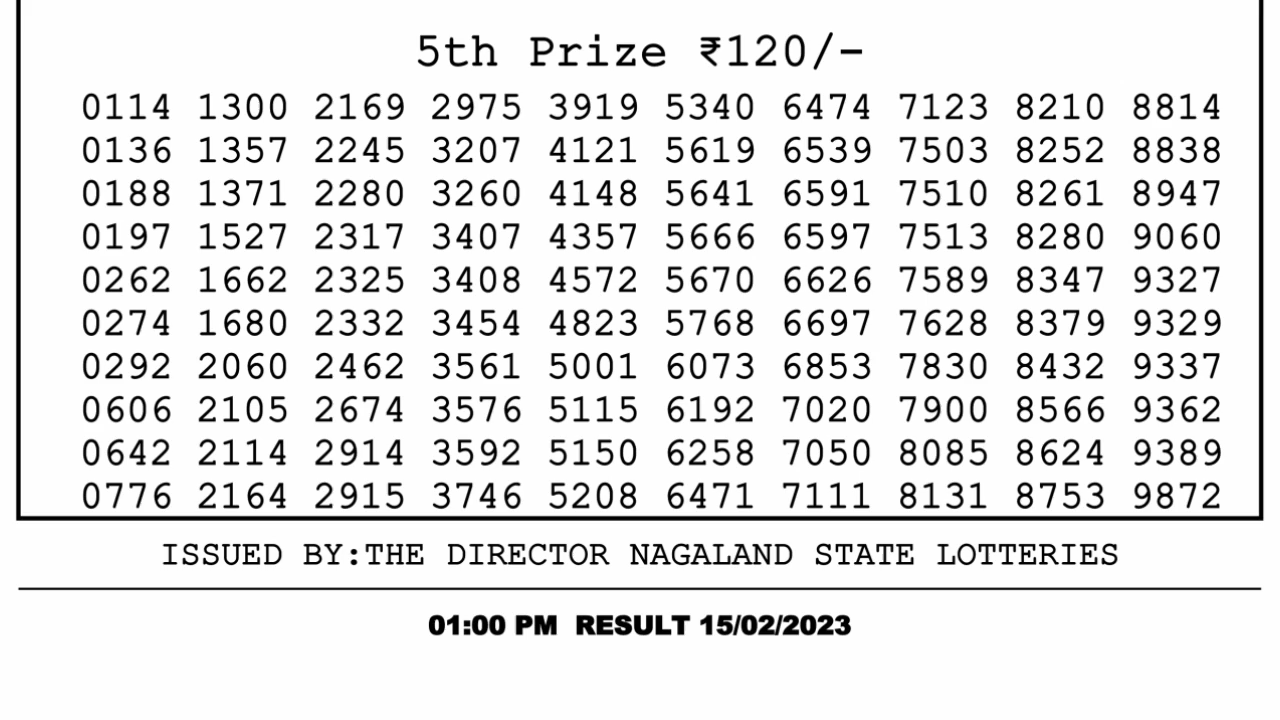 5th Prize ₹120/-
0114 1300 2169 2975 3919 5340 6474 7123 8210 8814
0136 1357 2245 3207 4121 5619 6539 7503 8252 8838
0188 1371 2280 3260 4148 5641 6591 7510 8261 8947
0197 1527 2317 3407 4357 5666 6597 7513 8280 9060
0262 1662 2325 3408 4572 5670 6626 7589 8347 9327
0274 1680 2332 3454 4823 5768 6697 7628 8379 9329
0292 2060 2462 3561 5001 6073 6853 7830 8432 9337
0606 2105 2674 3576 5115 6192 7020 7900 8566 9362
0642 2114 2914 3592 5150 6258 7050 8085 8624 9389
0776 2164 2915 3746 5208 6471 7111 8131 8753 9872
ISSUED BY:THE DIRECTOR NAGALAND STATE LOTTERIES
01:00 PM RESULT 15/02/2023